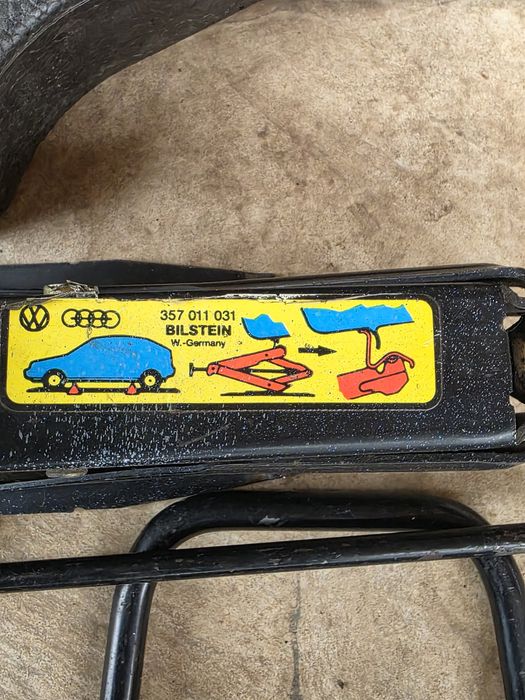 357 011 031
BILSTEIN
W.-Germany